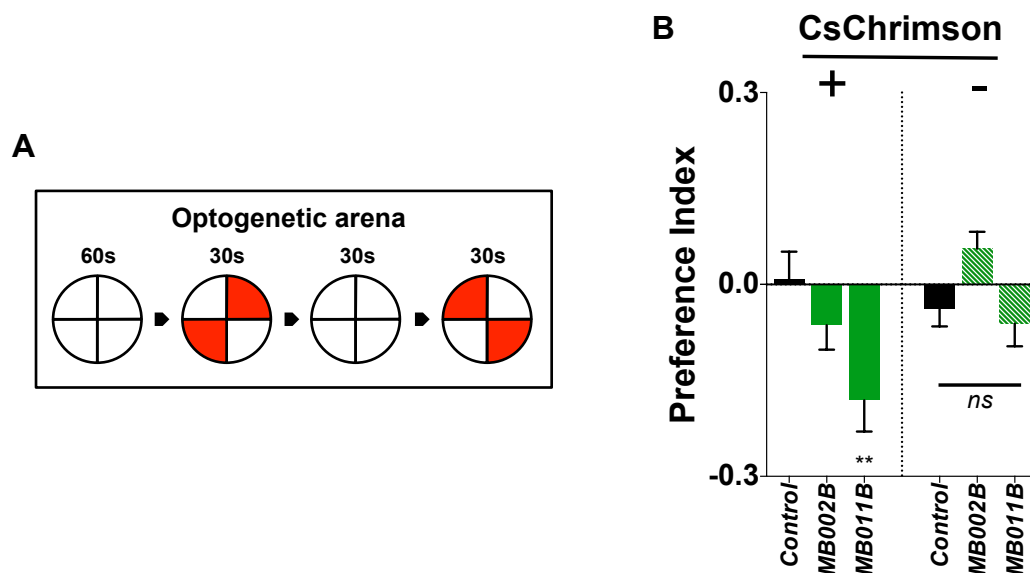 A
Optogenetic arena
60s 30s 30s 30s
B
CsChrimson
+ -
Preference Index
0.3
0.0
-0.3
**
ns
Control MB002B MB011B Control MB002B MB011B